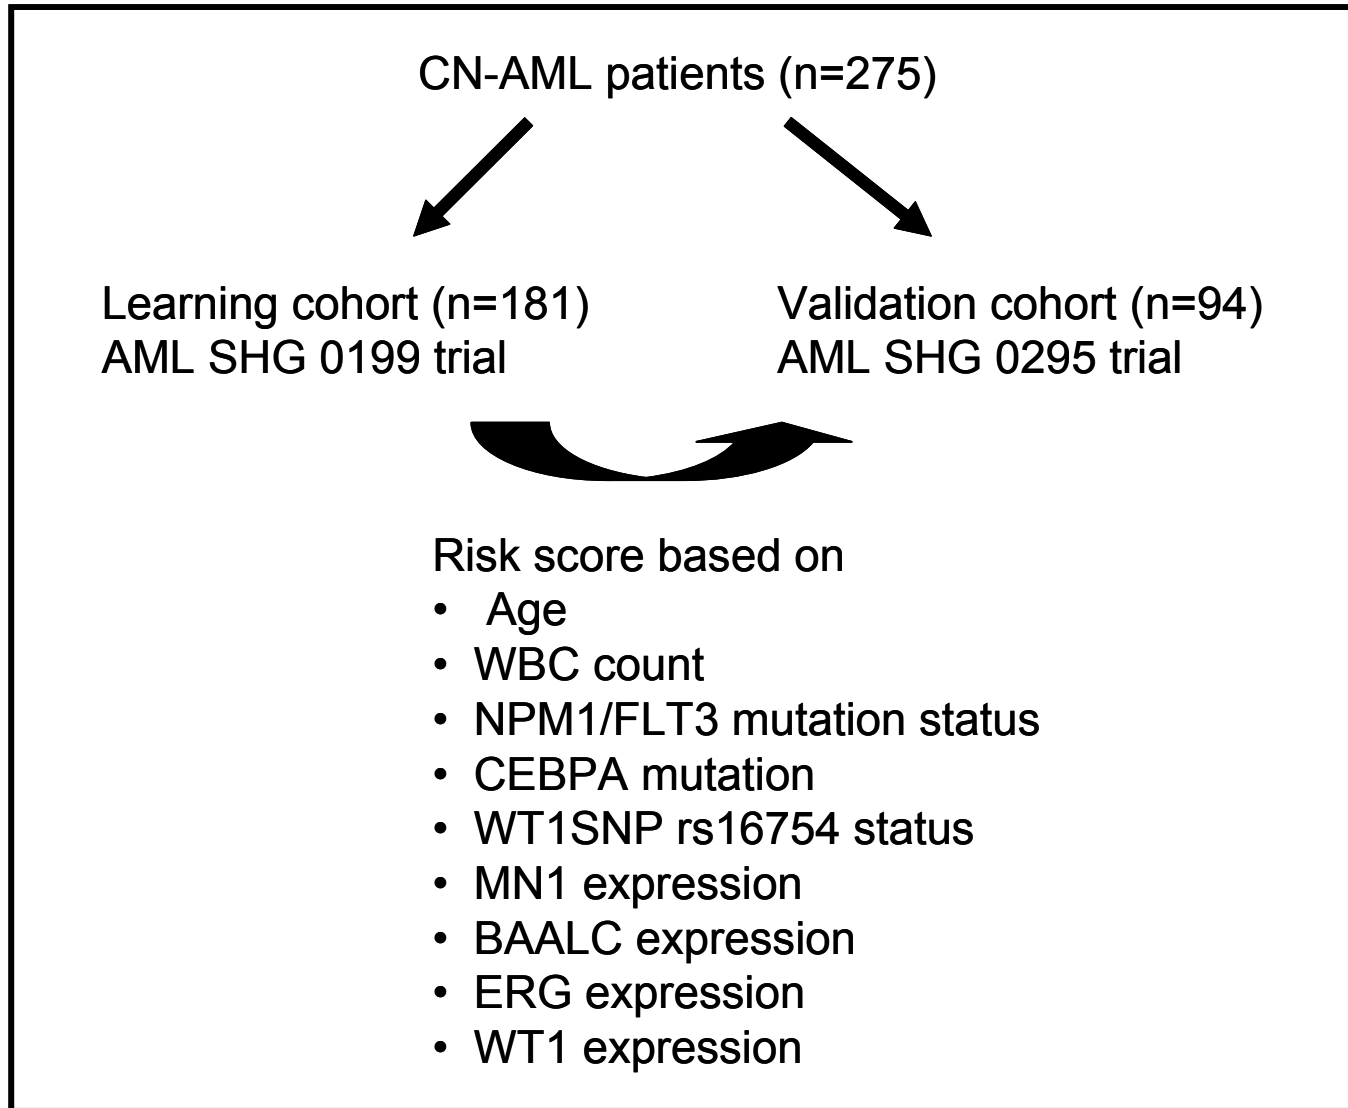 CN-AML patients (n=275)
Learning cohort (n=181)
AML SHG 0199 trial
Validation cohort (n=94)
AML SHG 0295 trial
Risk score based on
• Age
• WBC count
• NPM1/FLT3 mutation status
• CEBPA mutation
• WT1SNP rs16754 status
• MN1 expression
• BAALC expression
• ERG expression
• WT1 expression